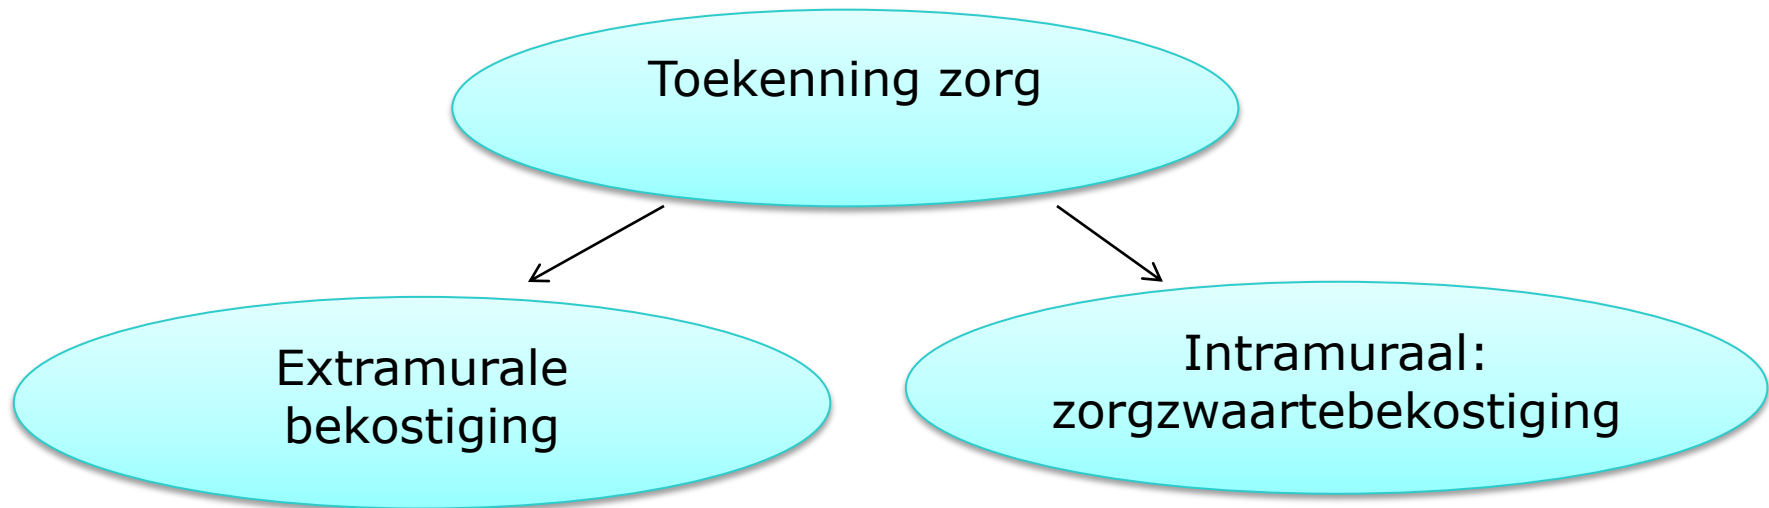 Toekenning zorg
Extramurale
bekostiging
Intramuraal:
zorgzwaartebekostiging